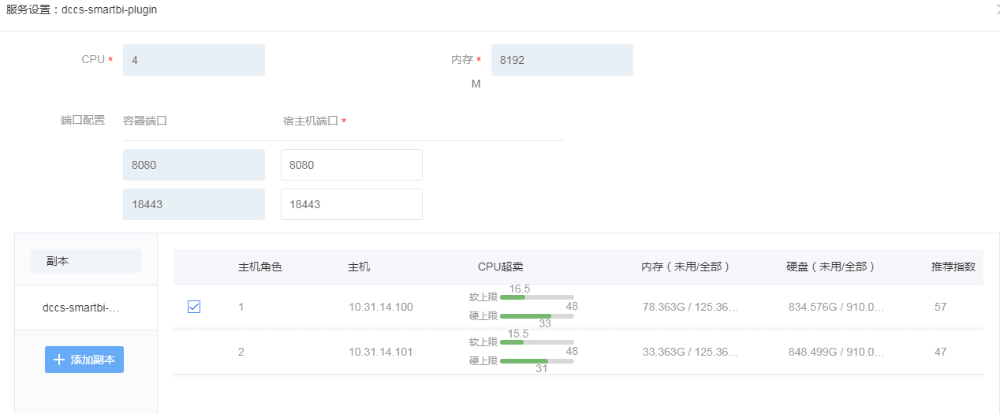 服务设置：dccs-smartbi-plugin
CPU * 4 内存 * 8192
M
端口配置 容器端口 宿主机端口 *
8080 8080
18443 18443
副本 主机角色 主机 CPU超卖 内存（未用/全部） 硬盘（未用/全部） 推荐指数
dccs-smartbi-...
添加副本
1 10.31.14.100 软上限 16.5 48 硬上限 33 78.363G / 125.36... 834.576G / 910.0... 57
2 10.31.14.101 软上限 15.5 48 硬上限 31 33.363G / 125.36... 848.499G / 910.0... 47